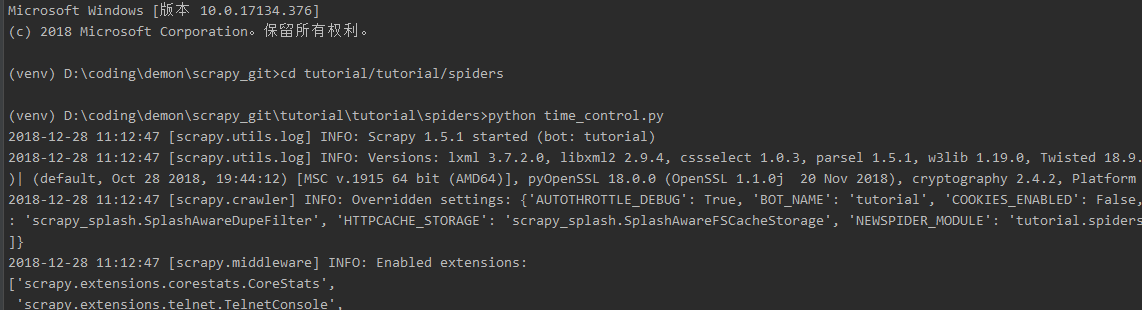 Microsoft Windows [版本 10.0.17134.376]
(c) 2018 Microsoft Corporation。保留所有权利。
(venv) D:\coding\demon\scrapy_git>cd tutorial/tutorial/spiders
(venv) D:\coding\demon\scrapy_git\tutorial\tutorial\spiders>python time_control.py
2018-12-28 11:12:47 [scrapy.utils.log] INFO: Scrapy 1.5.1 started (bot: tutorial)
2018-12-28 11:12:47 [scrapy.utils.log] INFO: Versions: lxml 3.7.2.0, libxml2 2.9.4, cssselect 1.0.3, parsel 1.5.1, w3lib 1.19.0, Twisted 18.9.
)| (default, Oct 28 2018, 19:44:12) [MSC v.1915 64 bit (AMD64)], pyOpenSSL 18.0.0 (OpenSSL 1.1.0j  20 Nov 2018), cryptography 2.4.2, Platform
2018-12-28 11:12:47 [scrapy.crawler] INFO: Overridden settings: {'AUTOTHROTTLE_DEBUG': True, 'BOT_NAME': 'tutorial', 'COOKIES_ENABLED': False,
: 'scrapy_splash.SplashAwareDupeFilter', 'HTTPCACHE_STORAGE': 'scrapy_splash.SplashAwareFSCacheStorage', 'NEWSPIDER_MODULE': 'tutorial.spiders
]}
2018-12-28 11:12:47 [scrapy.middleware] INFO: Enabled extensions:
['scrapy.extensions.corestats.CoreStats',
 'scrapy.extensions.telnet.TelnetConsole',